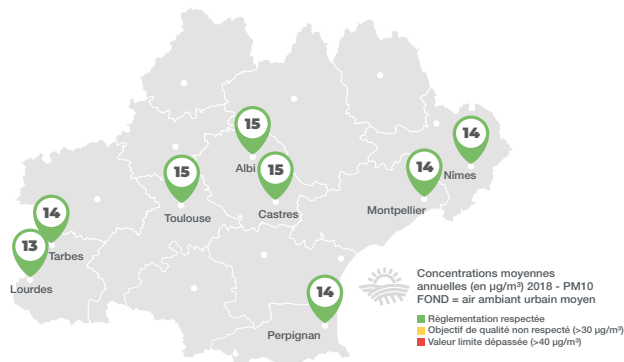 15
Albi
14
Nîmes
15
Toulouse
15
Castres
14
Montpellier
14
Tarbes
13
Lourdes
14
Perpignan
Concentrations moyennes
annuelles (en µg/m³) 2018 - PM10
FOND = air ambiant urbain moyen
Règlementation respectée
Objectif de qualité non respecté (>30 µg/m³)
Valeur limite dépassée (>40 µg/m³)